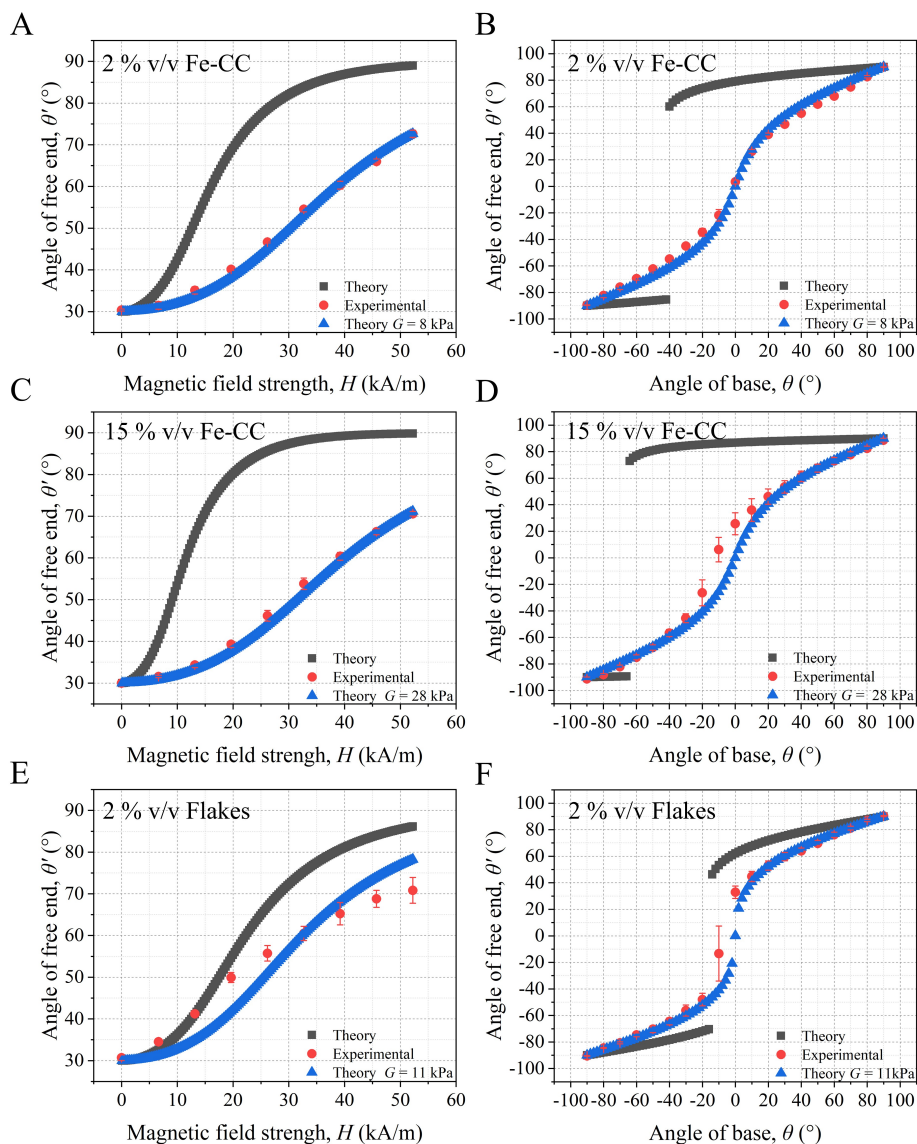 A
2 % v/v Fe-CC
Angle of free end, θ′ (°)
90
80
70
60
50
40
30
0 10 20 30 40 50 60
Magnetic field strength, H (kA/m)
Theory
Experimental
Theory G = 8 kPa
B
2 % v/v Fe-CC
Angle of free end, θ′ (°)
100
80
60
40
20
0
-20
-40
-60
-80
-100
-100 -80 -60 -40 -20 0 20 40 60 80 100
Angle of base, θ (°)
Theory
Experimental
Theory G = 8 kPa
C
15 % v/v Fe-CC
Angle of free end, θ′ (°)
90
80
70
60
50
40
30
0 10 20 30 40 50 60
Magnetic field strength, H (kA/m)
Theory
Experimental
Theory G = 28 kPa
D
15 % v/v Fe-CC
Angle of free end, θ′ (°)
100
80
60
40
20
0
-20
-40
-60
-80
-100
-100 -80 -60 -40 -20 0 20 40 60 80 100
Angle of base, θ (°)
Theory
Experimental
Theory G = 28 kPa
E
2 % v/v Flakes
Angle of free end, θ′ (°)
90
80
70
60
50
40
30
0 10 20 30 40 50 60
Magnetic field strengh, H (kA/m)
Theory
Experimental
Theory G = 11 kPa
F
2 % v/v Flakes
Angle of free end, θ′ (°)
100
80
60
40
20
0
-20
-40
-60
-80
-100
-100 -80 -60 -40 -20 0 20 40 60 80 100
Angle of base, θ (°)
Theory
Experimental
Theory G = 11kPa